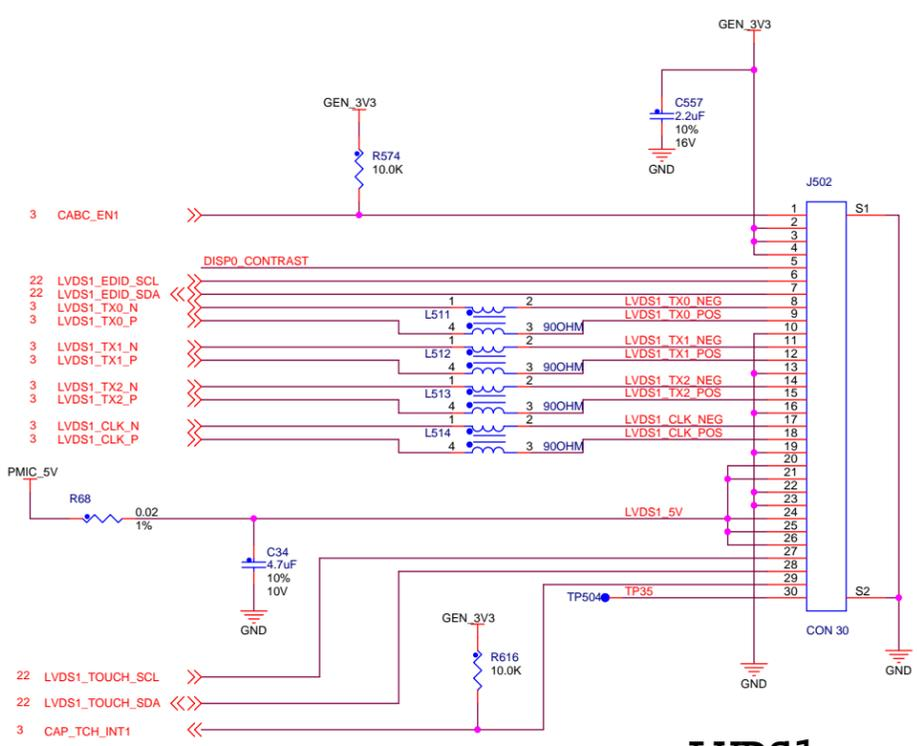 GEN_3V3
GEN_3V3
C557
2.2uF
10%
16V
GND
R574
10.0K
J502
3 CABC_EN1
1 S1
2
3
4
DISP0_CONTRAST 5
22 LVDS1_EDID_SCL 6
22 LVDS1_EDID_SDA 7
3 LVDS1_TX0_N 1 2 LVDS1_TX0_NEG 8
L511
3 LVDS1_TX0_P 4 3 90OHM LVDS1_TX0_POS 9
10
3 LVDS1_TX1_N 1 2 LVDS1_TX1_NEG 11
L512
3 LVDS1_TX1_P 4 3 90OHM LVDS1_TX1_POS 12
13
3 LVDS1_TX2_N 1 2 LVDS1_TX2_NEG 14
L513
3 LVDS1_TX2_P 4 3 90OHM LVDS1_TX2_POS 15
16
3 LVDS1_CLK_N 1 2 LVDS1_CLK_NEG 17
L514
3 LVDS1_CLK_P 4 3 90OHM LVDS1_CLK_POS 18
19
20
PMIC_5V 21
22
R68 23
0.02 LVDS1_5V 24
1% 25
26
C34 27
4.7uF 28
10% 29
10V TP504 TP35 30 S2
GND
GEN_3V3
CON 30
R616
10.0K
GND
GND
22 LVDS1_TOUCH_SCL
22 LVDS1_TOUCH_SDA
3 CAP_TCH_INT1